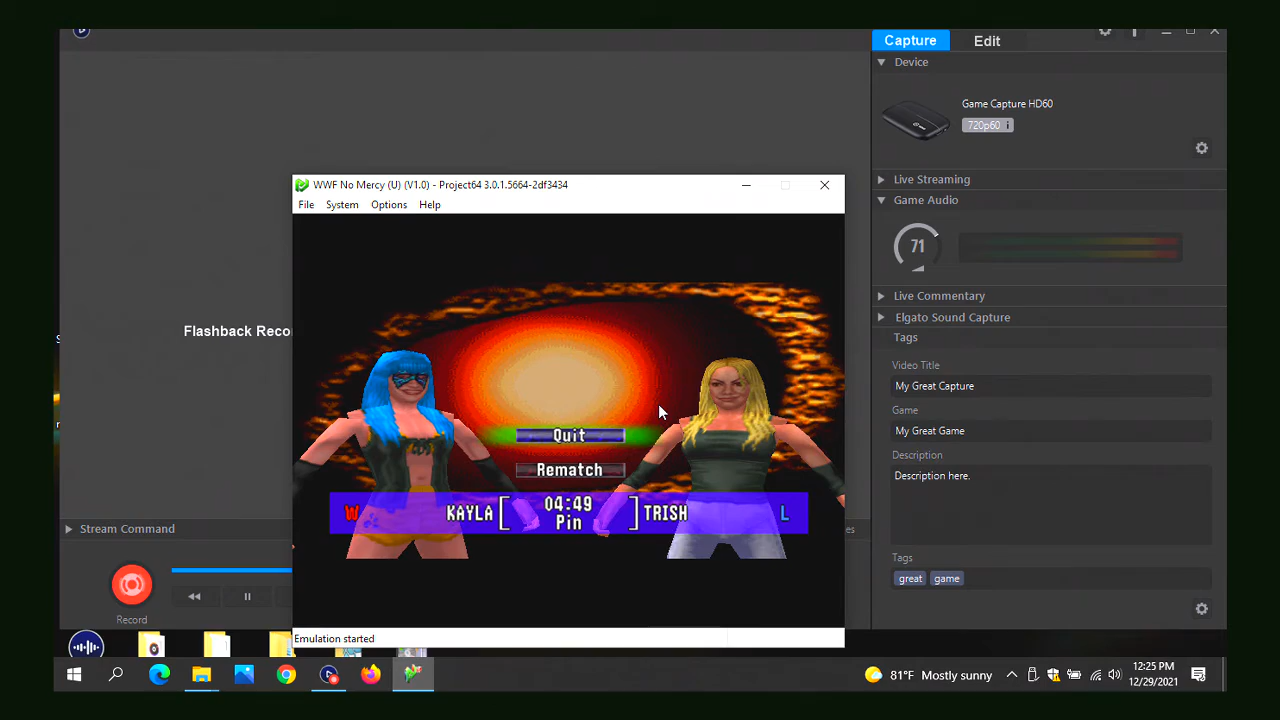 Capture
Edit
Device
Game Capture HD60
720p60 i
Live Streaming
Game Audio
71
Live Commentary
Elgato Sound Capture
Tags
Video Title
My Great Capture
Game
My Great Game
Description
Description here.
Tags
great game
WWF No Mercy (U) (V1.0) - Project64 3.0.1.5664-2df3434
File System Options Help
Flashback Reco
Quit
Rematch
W KAYLA [ 04:49 ] TRISH L
Pin
Stream Command
Record
Emulation started
81°F Mostly sunny
12:25 PM
12/29/2021